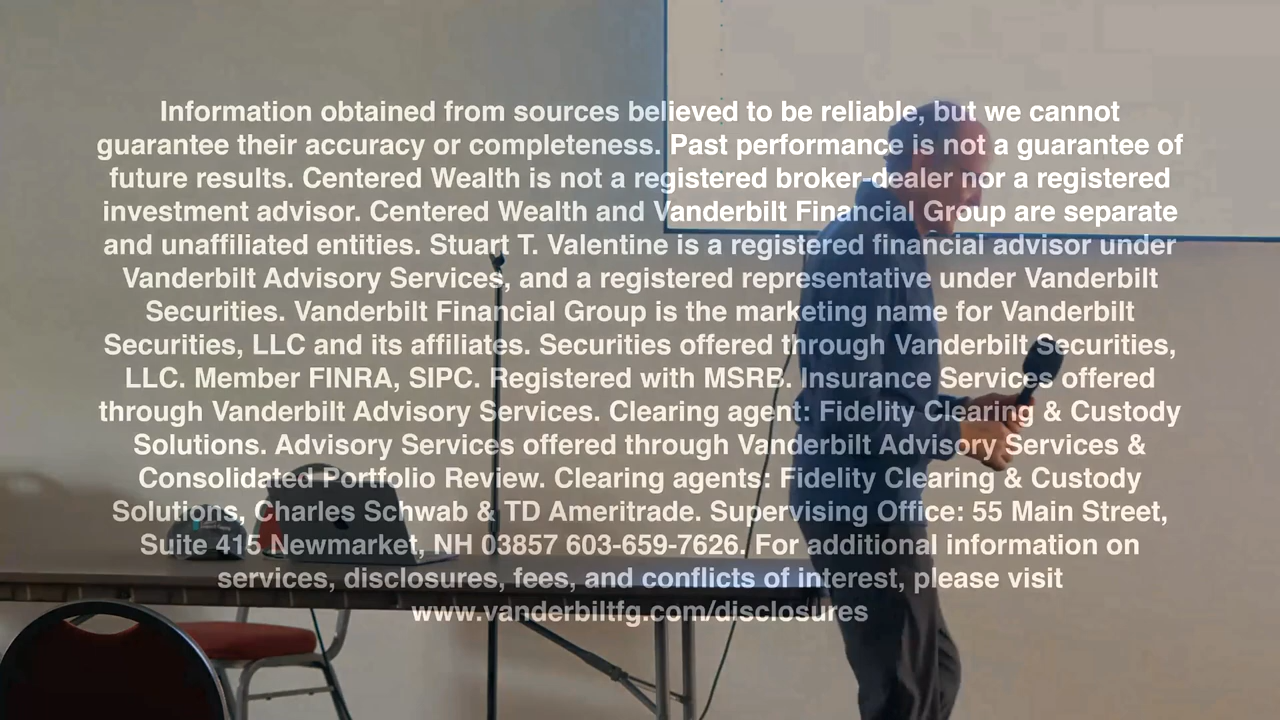 Information obtained from sources believed to be reliable, but we cannot
guarantee their accuracy or completeness. Past performance is not a guarantee of
future results. Centered Wealth is not a registered broker-dealer nor a registered
investment advisor. Centered Wealth and Vanderbilt Financial Group are separate
and unaffiliated entities. Stuart T. Valentine is a registered financial advisor under
Vanderbilt Advisory Services, and a registered representative under Vanderbilt
Securities. Vanderbilt Financial Group is the marketing name for Vanderbilt
Securities, LLC and its affiliates. Securities offered through Vanderbilt Securities,
LLC. Member FINRA, SIPC. Registered with MSRB. Insurance Services offered
through Vanderbilt Advisory Services. Clearing agent: Fidelity Clearing & Custody
Solutions. Advisory Services offered through Vanderbilt Advisory Services &
Consolidated Portfolio Review. Clearing agents: Fidelity Clearing & Custody
Solutions, Charles Schwab & TD Ameritrade. Supervising Office: 55 Main Street,
Suite 415 Newmarket, NH 03857 603-659-7626. For additional information on
services, disclosures, fees, and conflicts of interest, please visit
www.vanderbiltfg.com/disclosures